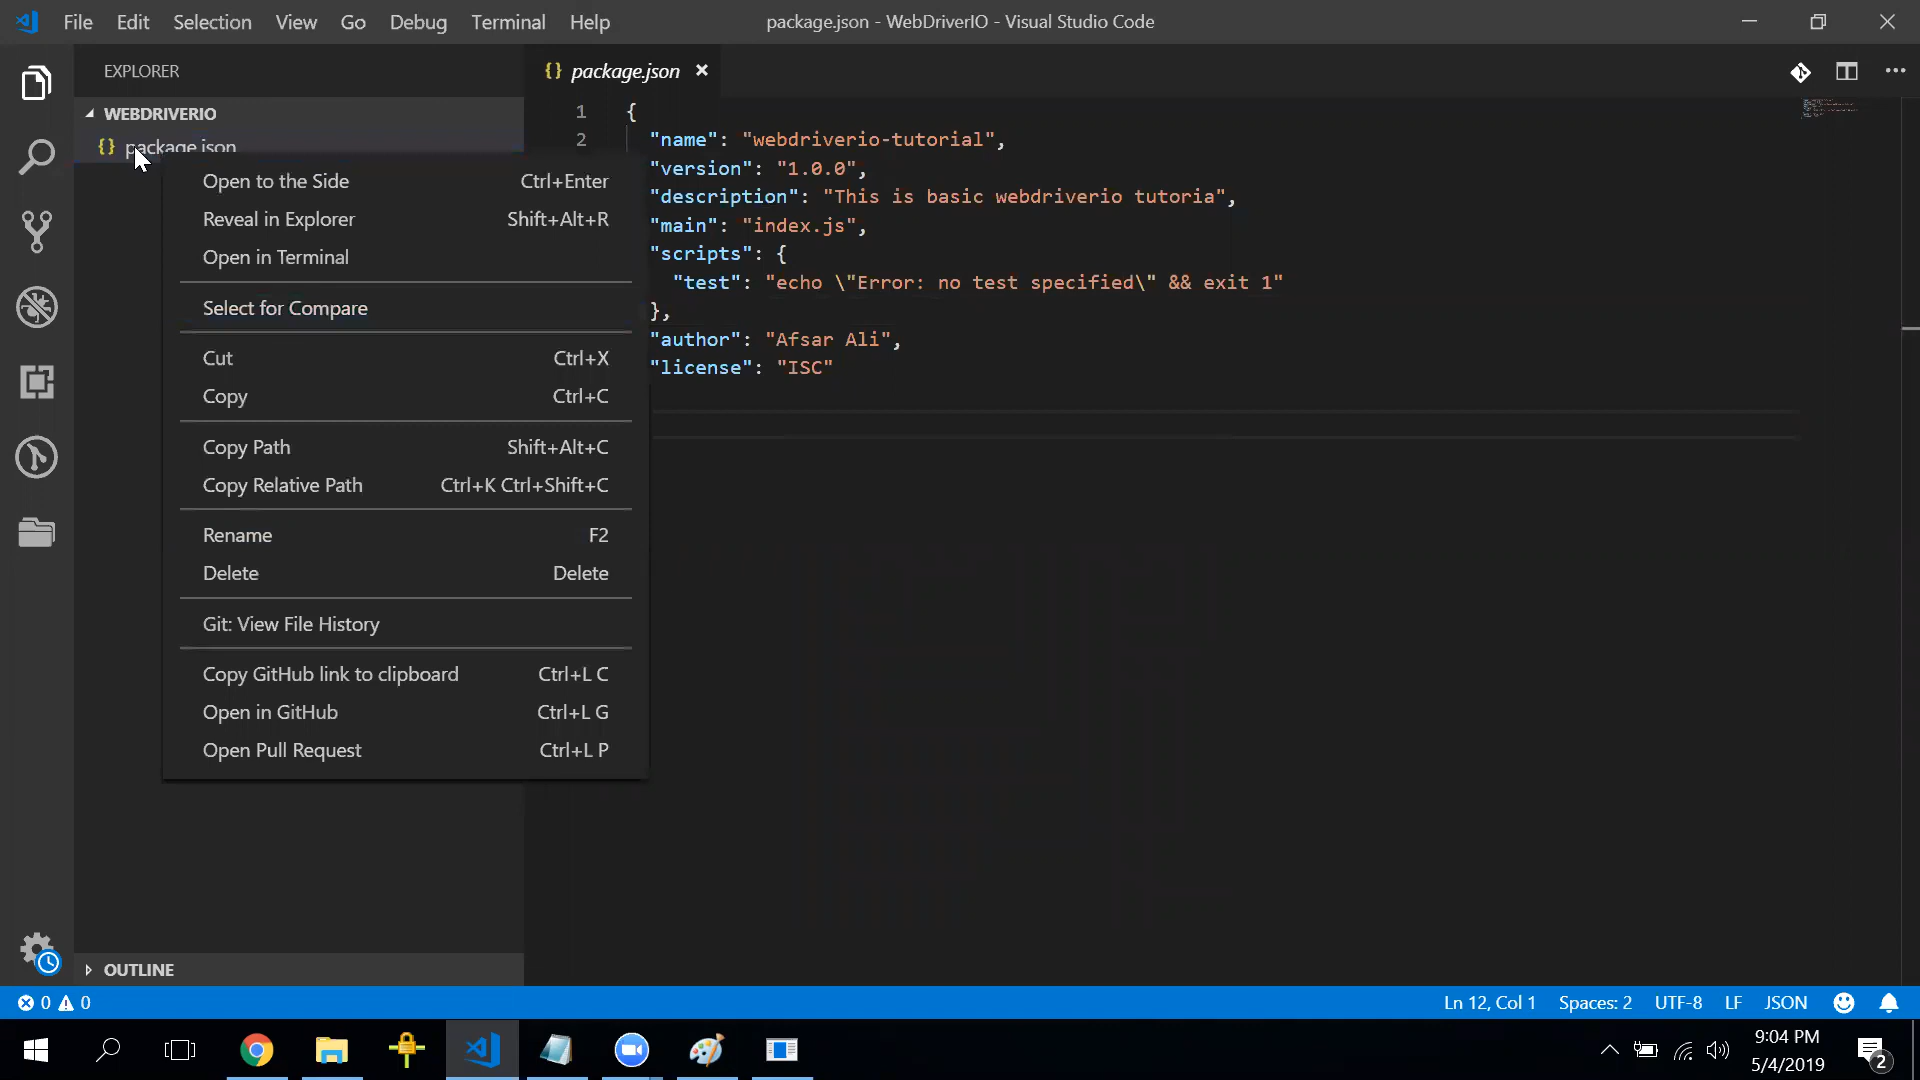 File Edit Selection View Go Debug Terminal Help
package.json - WebDriverIO - Visual Studio Code
EXPLORER
WEBDRIVERIO
package.json
Open to the Side Ctrl+Enter
Reveal in Explorer Shift+Alt+R
Open in Terminal
Select for Compare
Cut Ctrl+X
Copy Ctrl+C
Copy Path Shift+Alt+C
Copy Relative Path Ctrl+K Ctrl+Shift+C
Rename F2
Delete Delete
Git: View File History
Copy GitHub link to clipboard Ctrl+L C
Open in GitHub Ctrl+L G
Open Pull Request Ctrl+L P
OUTLINE
{} package.json ×
1 {
2 "name": "webdriverio-tutorial",
"version": "1.0.0",
"description": "This is basic webdriverio tutoria",
"main": "index.js",
"scripts": {
"test": "echo \"Error: no test specified\" && exit 1"
},
"author": "Afsar Ali",
"license": "ISC"
0 0
Ln 12, Col 1 Spaces: 2 UTF-8 LF JSON
9:04 PM
5/4/2019
2